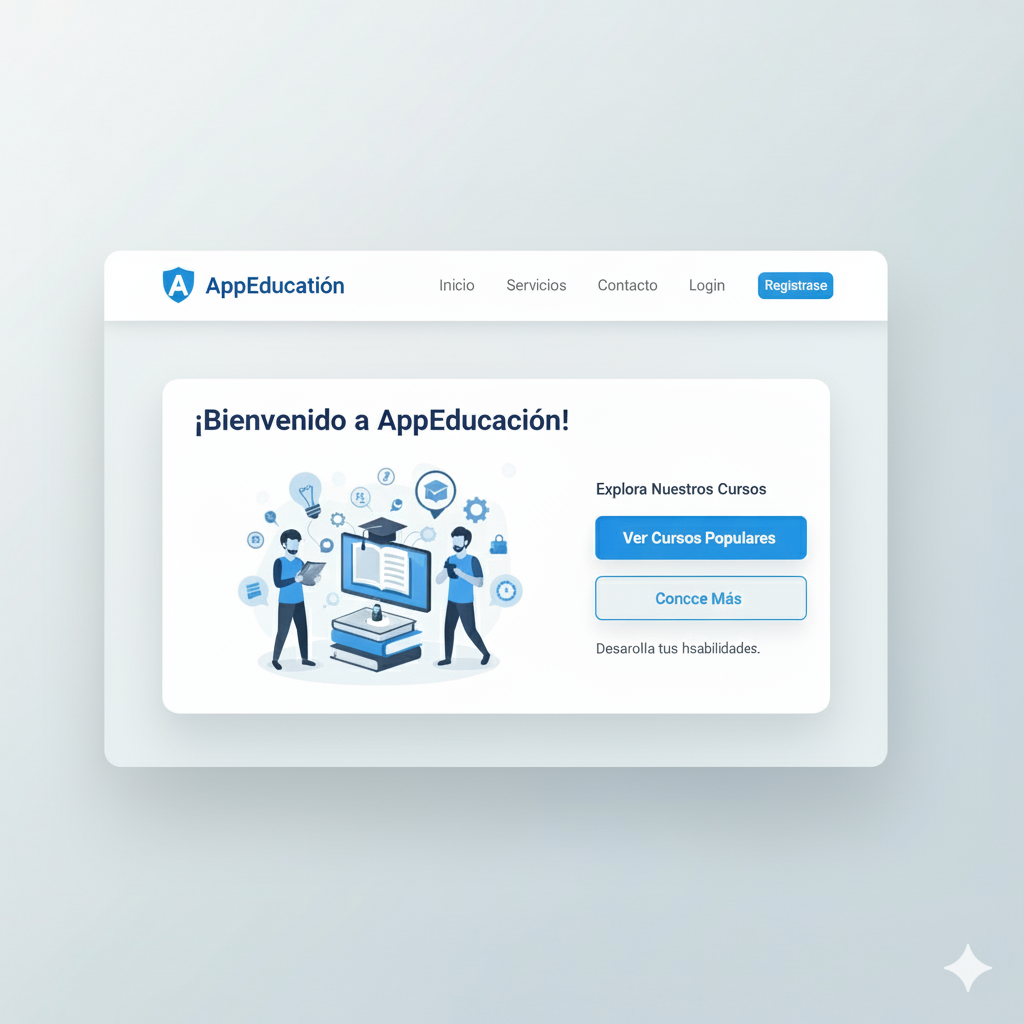 A AppEducatión
Inicio Servicios Contacto Login Registrase
¡Bienvenido a AppEducación!
Explora Nuestros Cursos
Ver Cursos Populares
Concce Más
Desarolla tus hsabilidades.